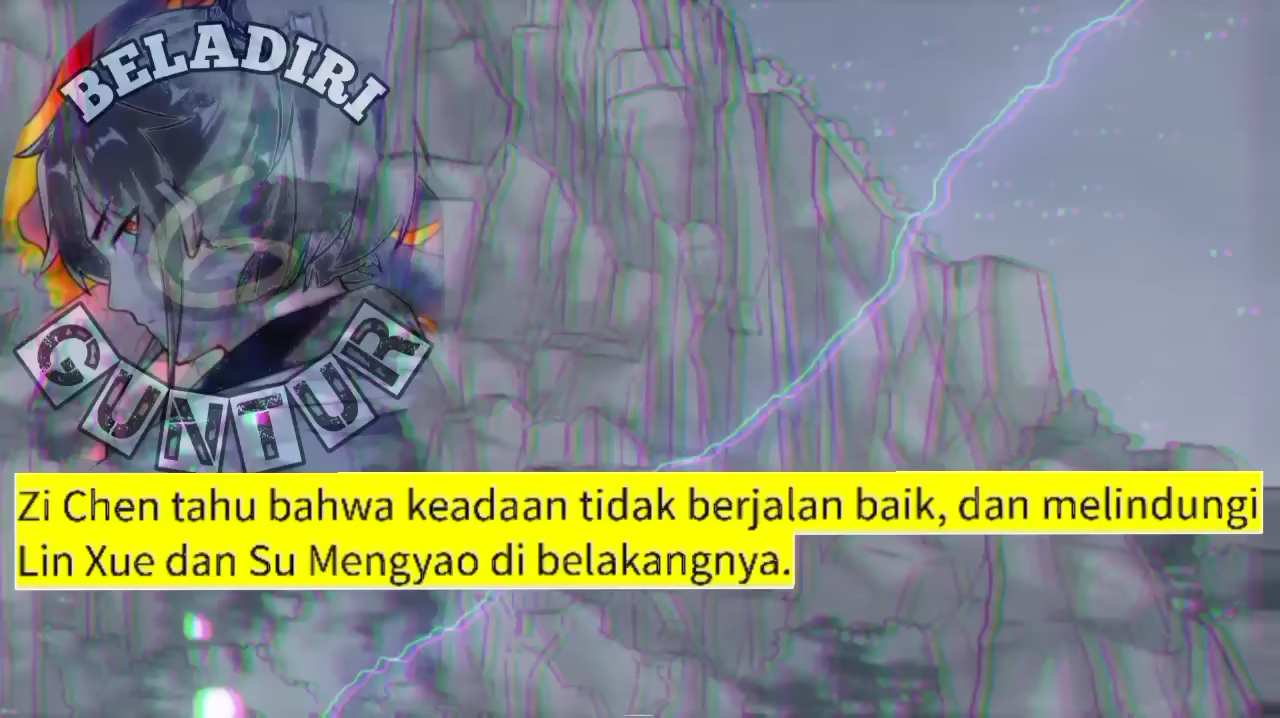 BELADIRI
GUNTUR
Zi Chen tahu bahwa keadaan tidak berjalan baik, dan melindungi
Lin Xue dan Su Mengyao di belakangnya.